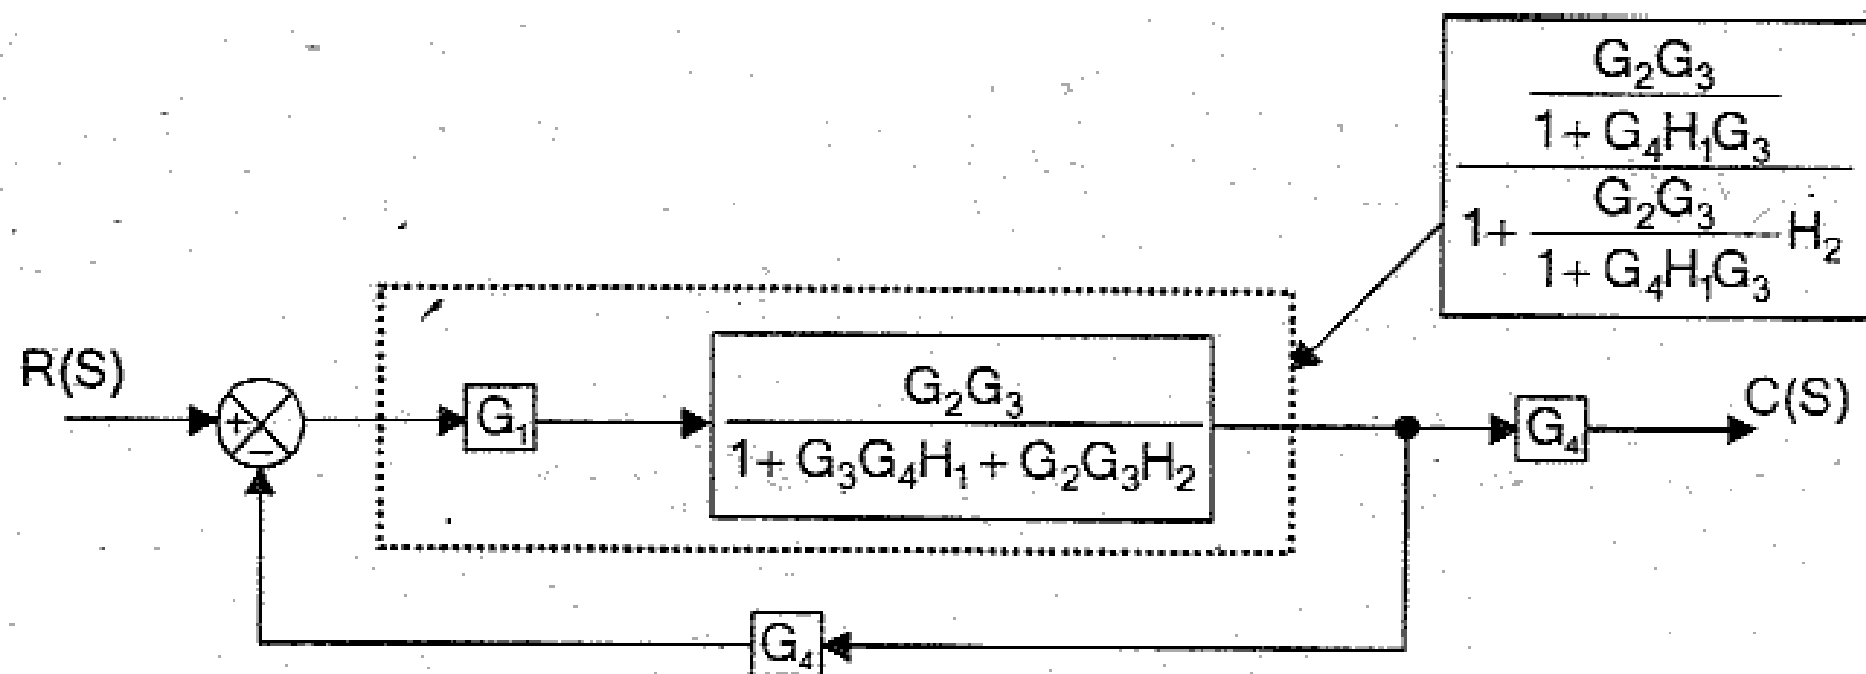 G₂G₃
1+ G₄H₁G₃
G₂G₃
1+ H₂
1+ G₄H₁G₃
R(S)
+
−
G₁
G₂G₃
1+ G₃G₄H₁ + G₂G₃H₂
G₄
C(S)
G₄